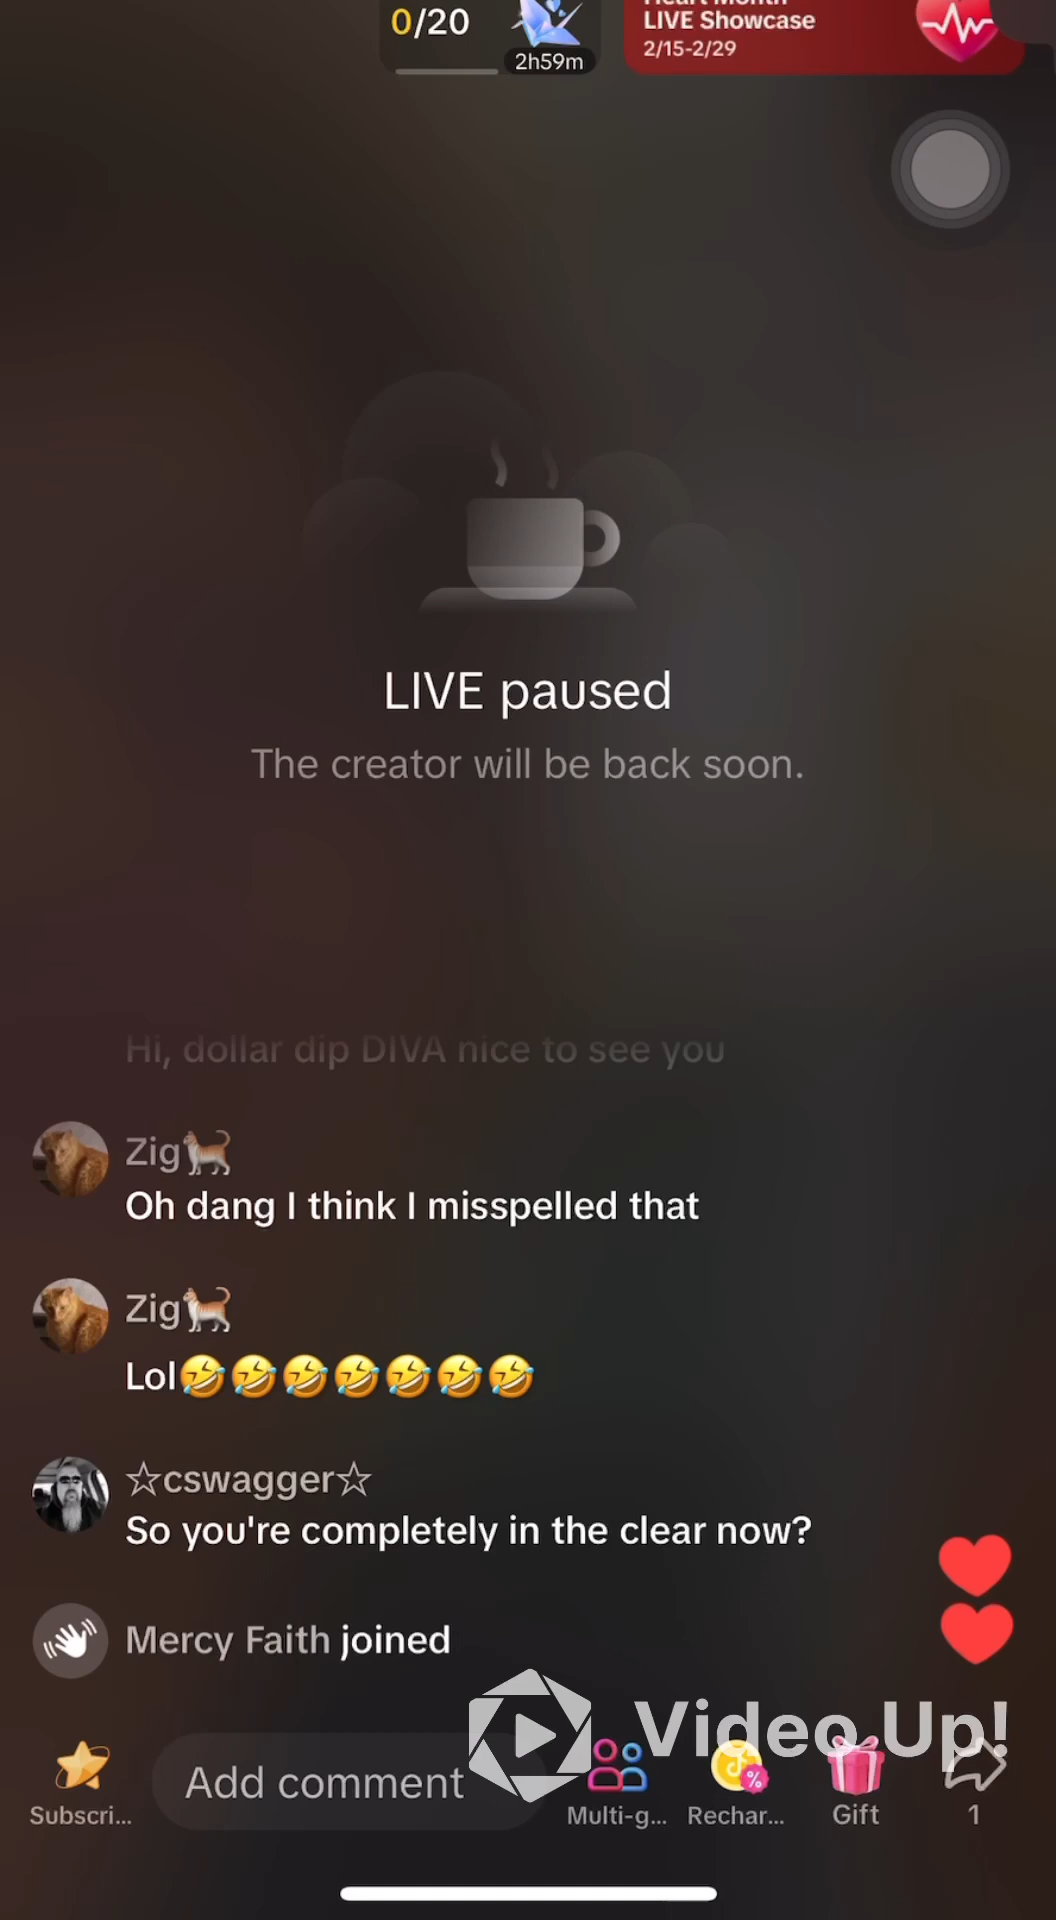 0/20
2h59m
Heart Month
LIVE Showcase
2/15-2/29
LIVE paused
The creator will be back soon.
Hi, dollar dip DIVA nice to see you
Zig🐈
Oh dang I think I misspelled that
Zig🐈
Lol🤣🤣🤣🤣🤣🤣🤣
☆cswagger☆
So you're completely in the clear now?
Mercy Faith joined
Video Up!
Add comment
Subscri...
Multi-g...
Rechar...
Gift
1